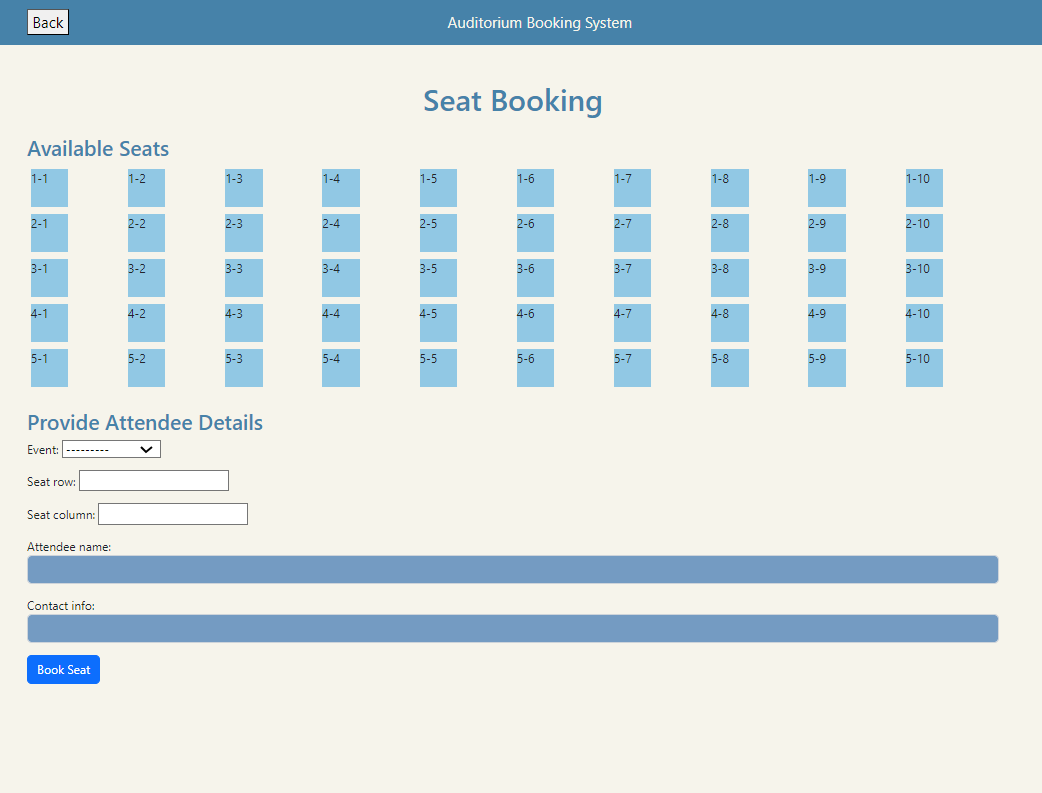 Back
Auditorium Booking System
Seat Booking
Available Seats
1-1 1-2 1-3 1-4 1-5 1-6 1-7 1-8 1-9 1-10
2-1 2-2 2-3 2-4 2-5 2-6 2-7 2-8 2-9 2-10
3-1 3-2 3-3 3-4 3-5 3-6 3-7 3-8 3-9 3-10
4-1 4-2 4-3 4-4 4-5 4-6 4-7 4-8 4-9 4-10
5-1 5-2 5-3 5-4 5-5 5-6 5-7 5-8 5-9 5-10
Provide Attendee Details
Event: ---------
Seat row:
Seat column:
Attendee name:
Contact info:
Book Seat